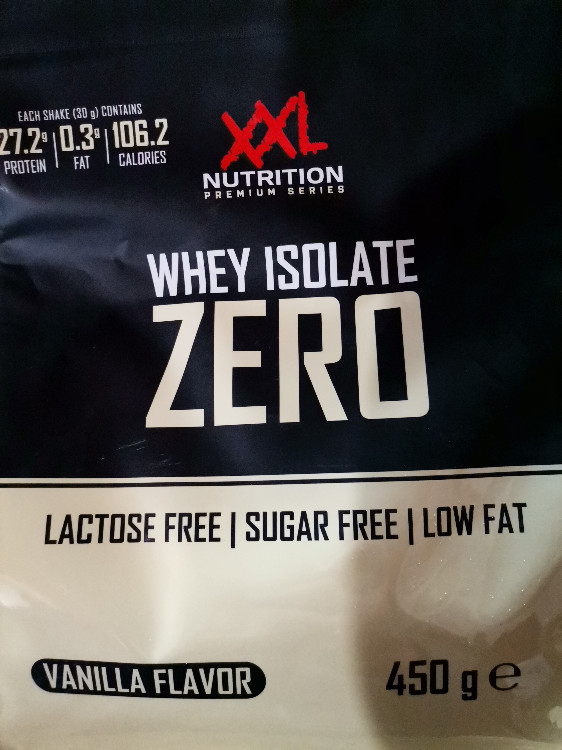 EACH SHAKE (30 g) CONTAINS
27.2g | 0.3g | 106.2
PROTEIN | FAT | CALORIES
XXL
NUTRITION
PREMIUM SERIES
WHEY ISOLATE
ZERO
LACTOSE FREE | SUGAR FREE | LOW FAT
VANILLA FLAVOR
450 g ℮